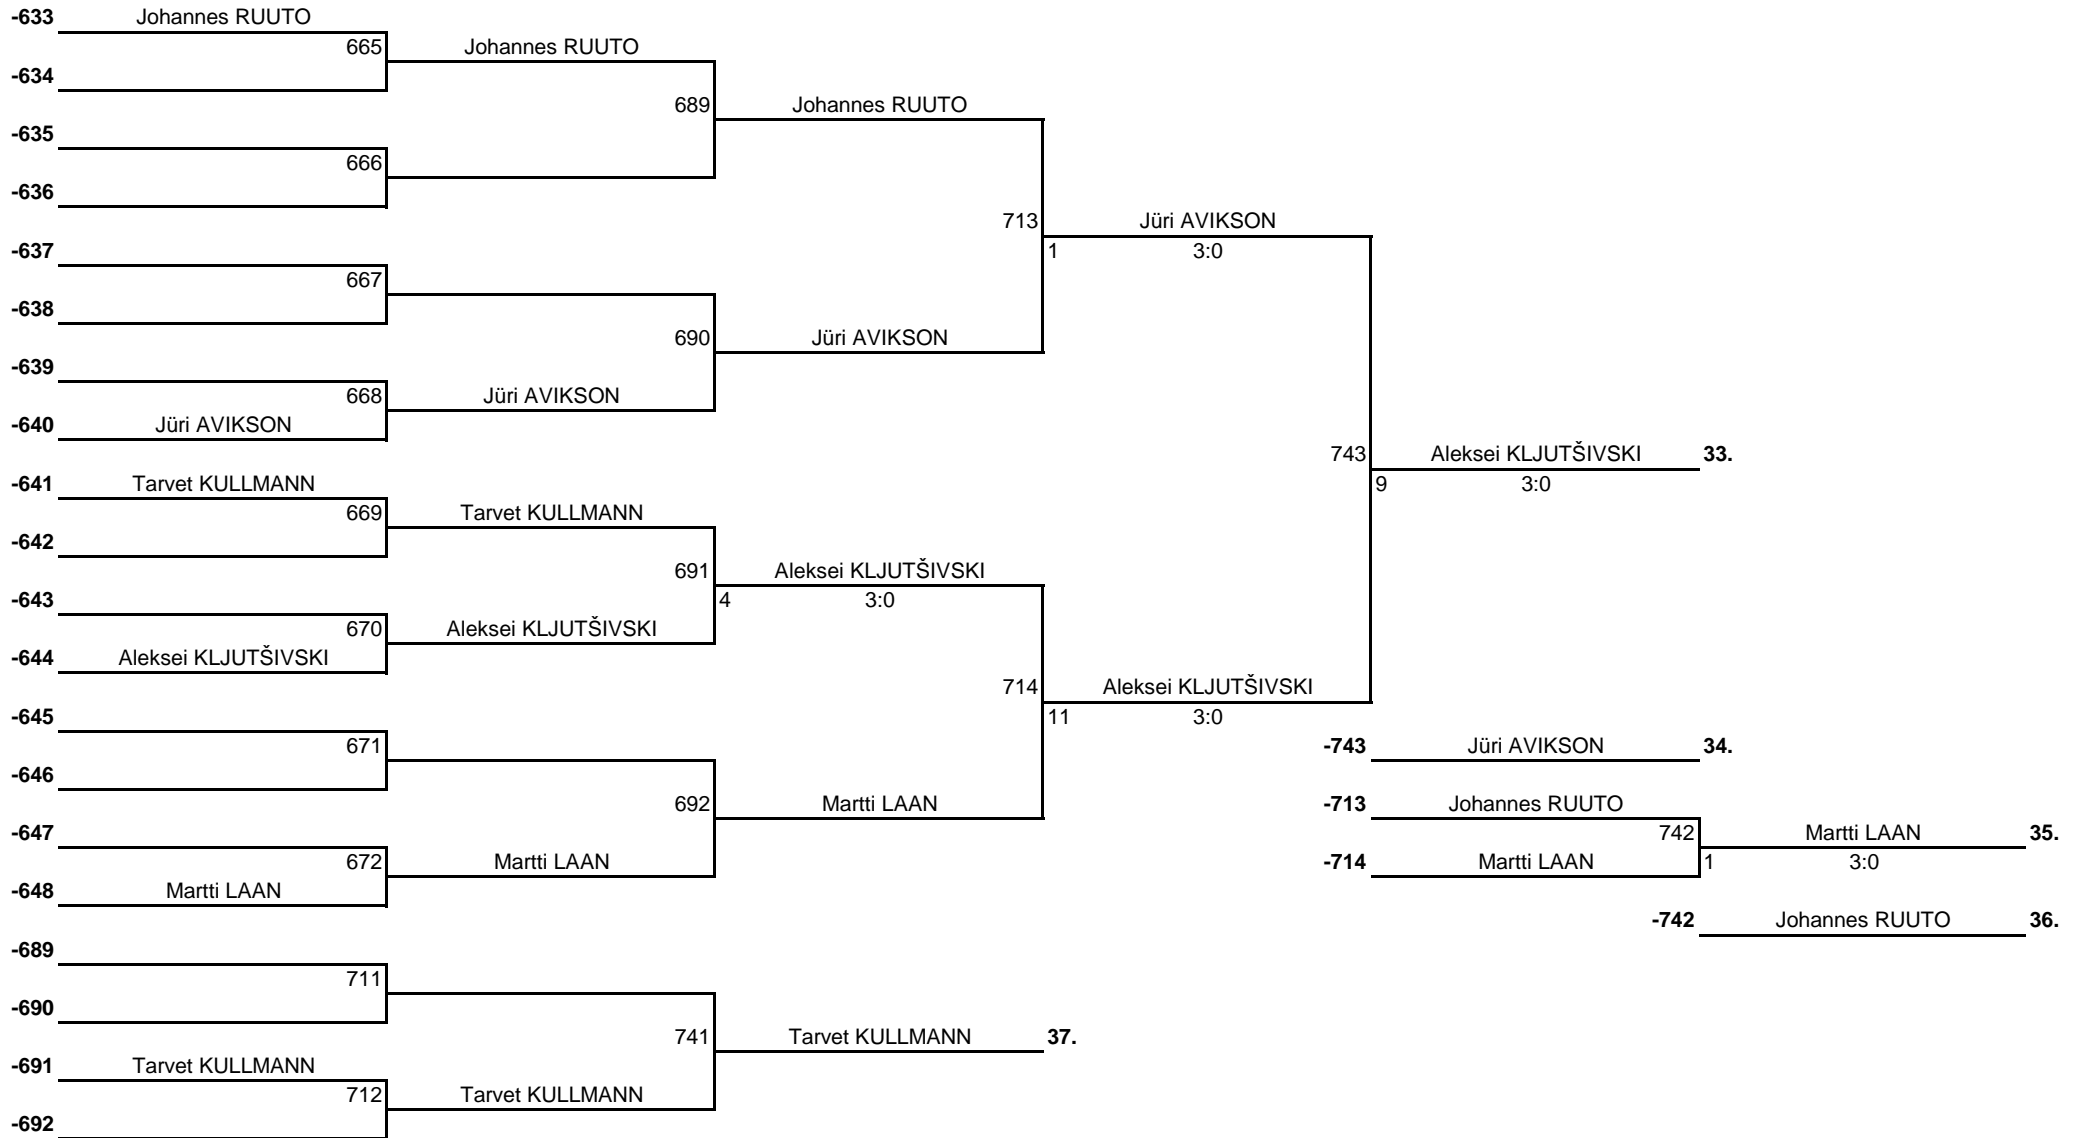 -633 Johannes RUUTO
665 Johannes RUUTO
-634
689 Johannes RUUTO
-635
666
-636
713 Jüri AVIKSON
-637 1 3:0
667
-638
690 Jüri AVIKSON
-639
668 Jüri AVIKSON
-640 Jüri AVIKSON
743 Aleksei KLJUTŠIVSKI 33.
-641 Tarvet KULLMANN 9 3:0
669 Tarvet KULLMANN
-642
691 Aleksei KLJUTŠIVSKI
-643 4 3:0
670 Aleksei KLJUTŠIVSKI
-644 Aleksei KLJUTŠIVSKI
714 Aleksei KLJUTŠIVSKI
-645 11 3:0
671 -743 Jüri AVIKSON 34.
-646
692 Martti LAAN -713 Johannes RUUTO
-647 742 Martti LAAN 35.
672 Martti LAAN -714 Martti LAAN 1 3:0
-648 Martti LAAN
-742 Johannes RUUTO 36.
-689
711
-690
741 Tarvet KULLMANN 37.
-691 Tarvet KULLMANN
712 Tarvet KULLMANN
-692